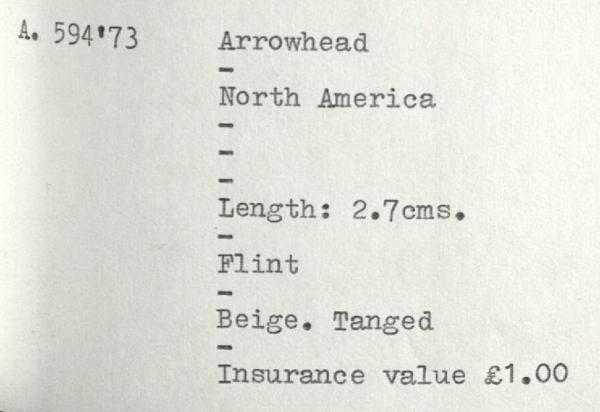 A. 594'73 Arrowhead
-
North America
-
-
-
Length: 2.7cms.
-
Flint
-
Beige. Tanged
-
Insurance value £1.00